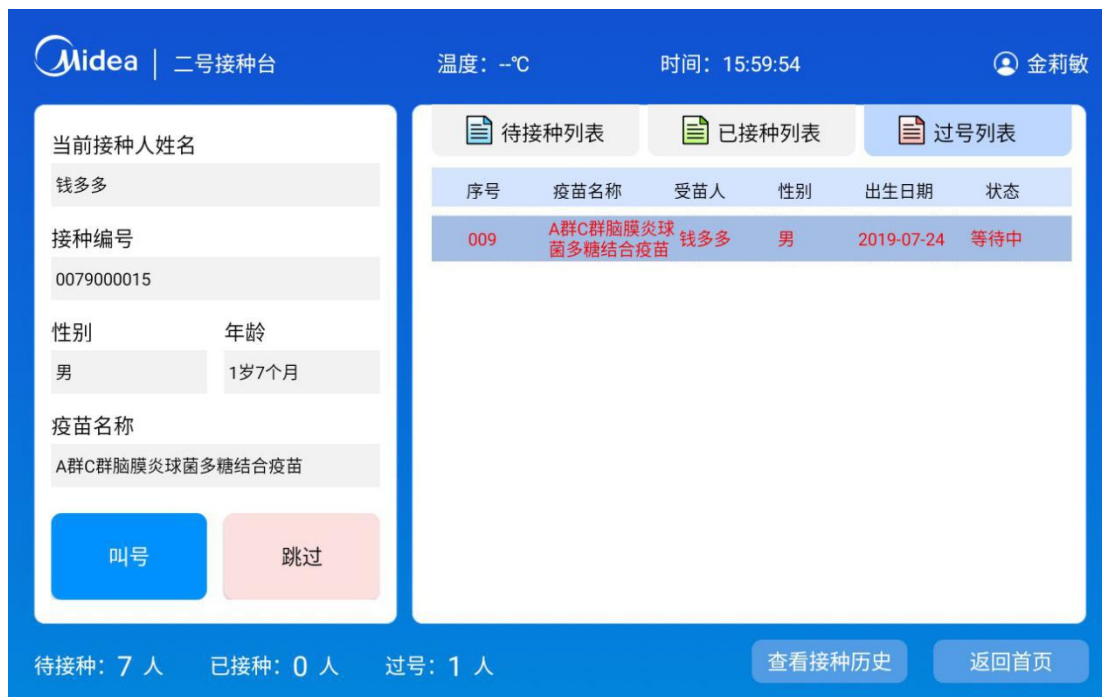 Midea | 二号接种台 温度：--℃ 时间：15:59:54 金莉敏
当前接种人姓名
钱多多
接种编号
0079000015
性别 年龄
男 1岁7个月
疫苗名称
A群C群脑膜炎球菌多糖结合疫苗
叫号 跳过
待接种列表 已接种列表 过号列表
序号 疫苗名称 受苗人 性别 出生日期 状态
009 A群C群脑膜炎球菌多糖结合疫苗 钱多多 男 2019-07-24 等待中
待接种：7 人 已接种：0 人 过号：1 人 查看接种历史 返回首页